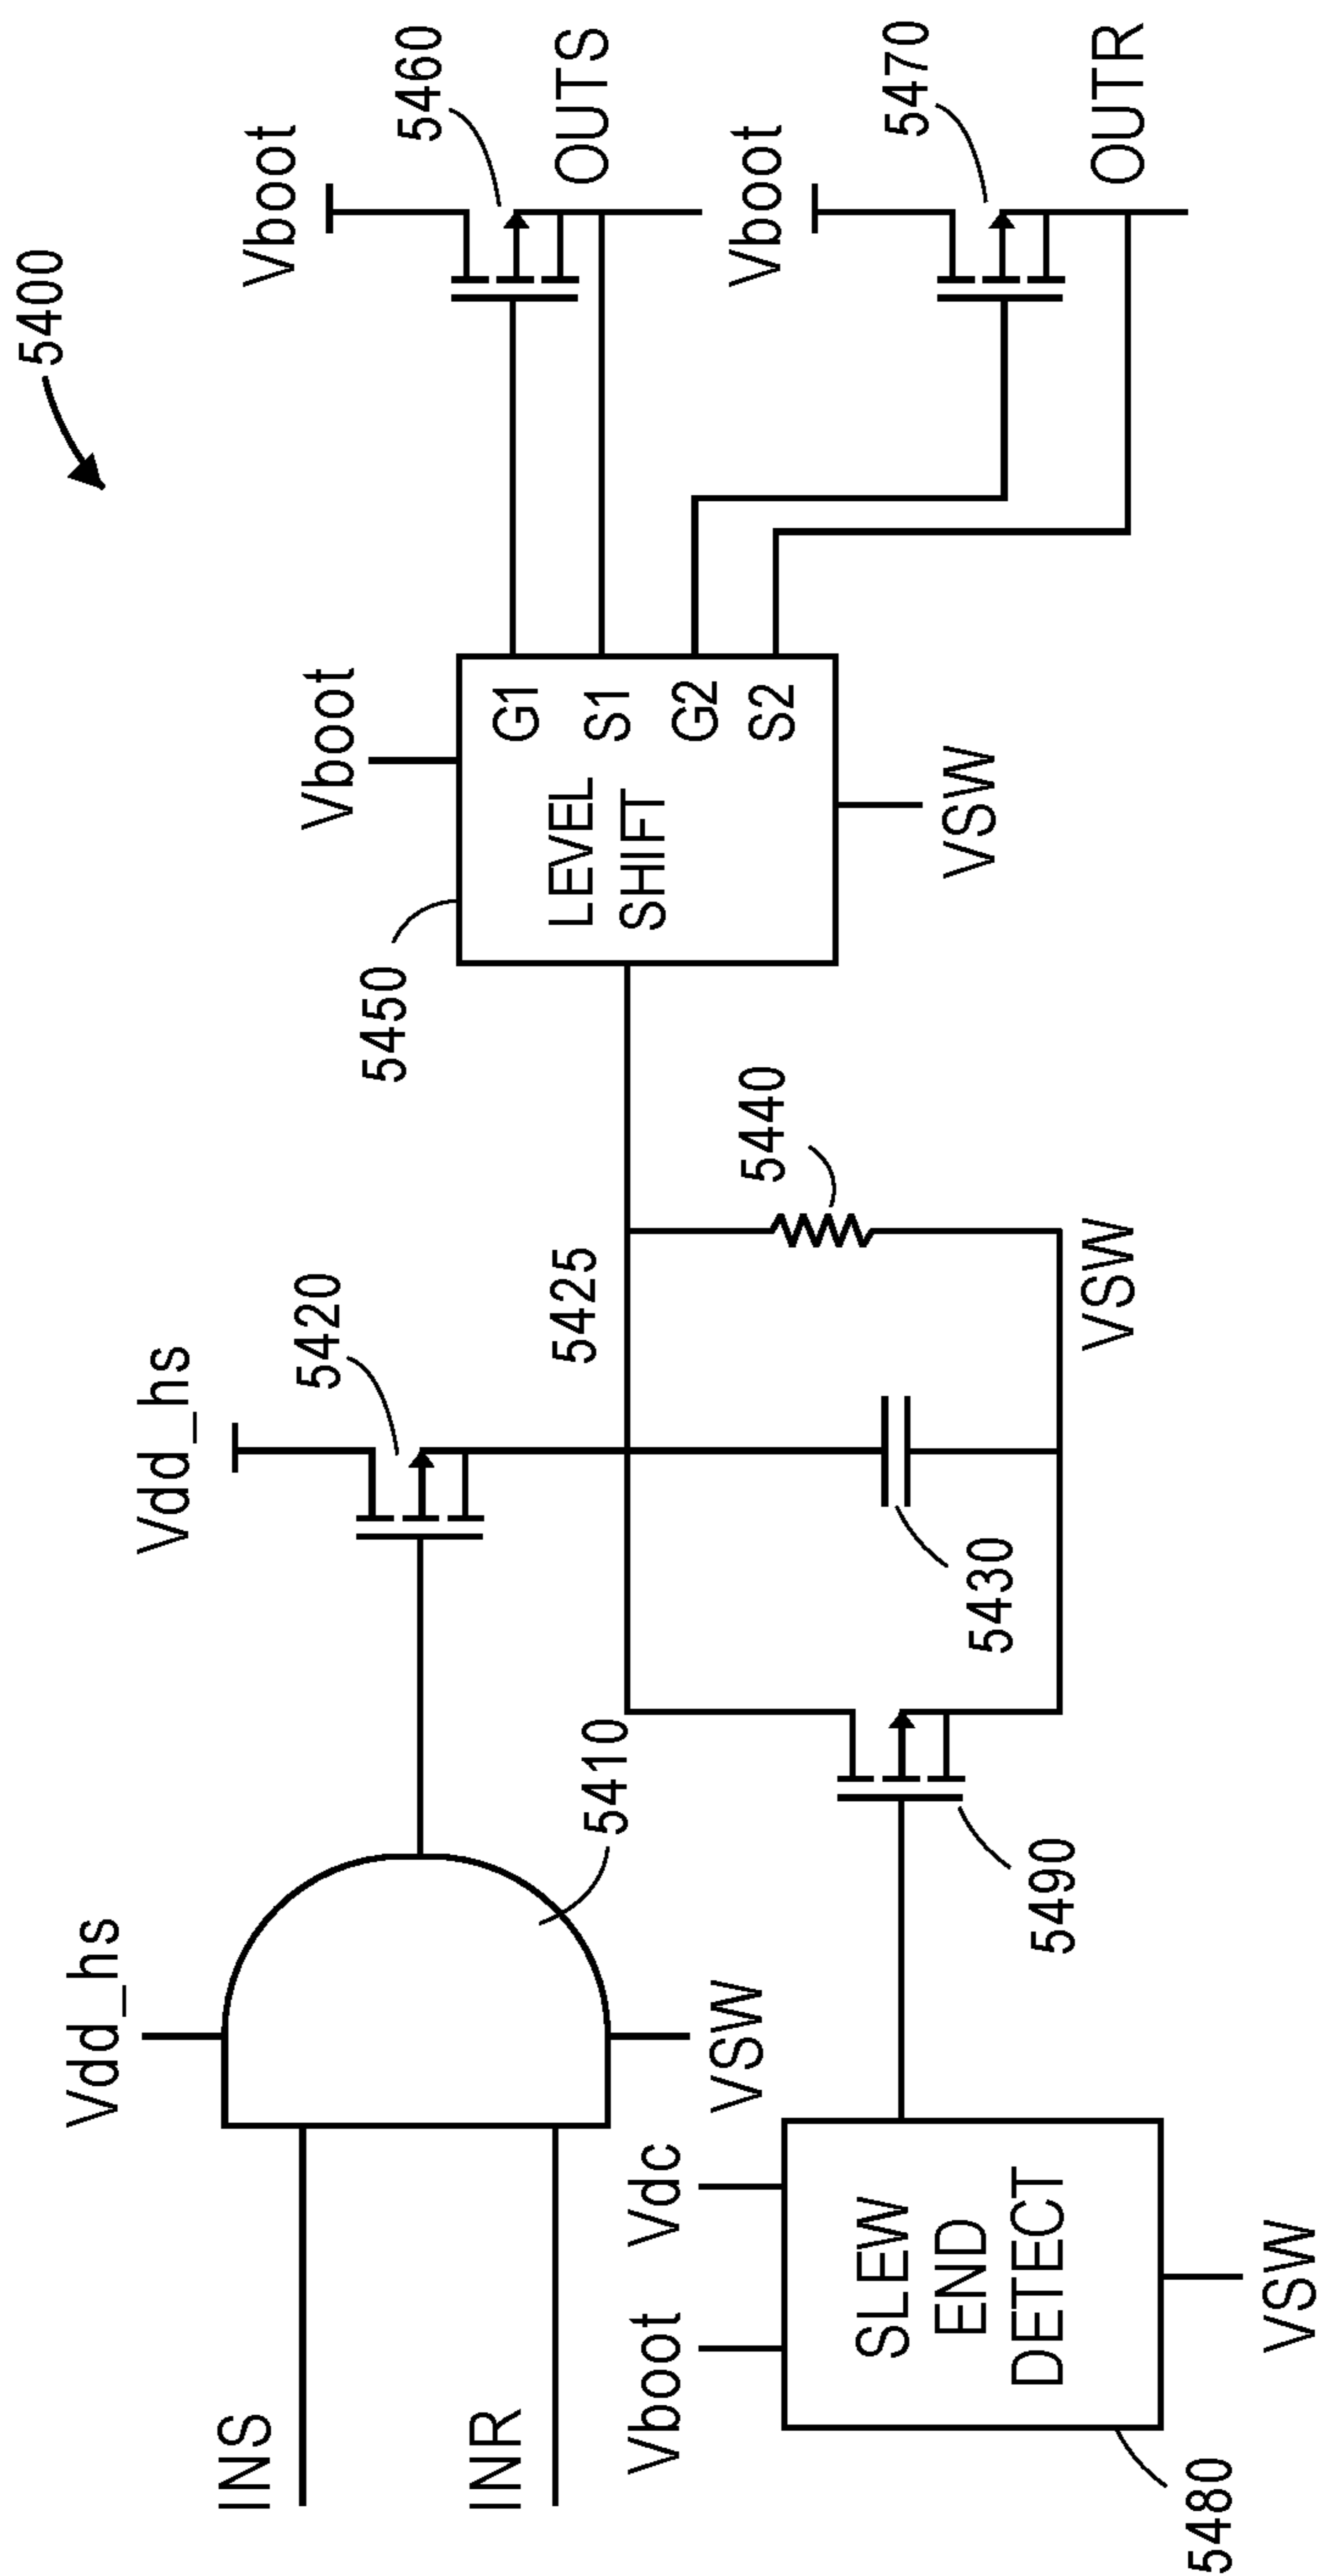 5400
Vdd_hs
INS
INR
5410
VSW
Vdd_hs
5420
5425
Vboot
Vdc
SLEW
END
DETECT
5480
VSW
5490
5430
5440
VSW
Vboot
5450
LEVEL
SHIFT
G1
S1
G2
S2
VSW
Vboot
5460
OUTS
Vboot
5470
OUTR